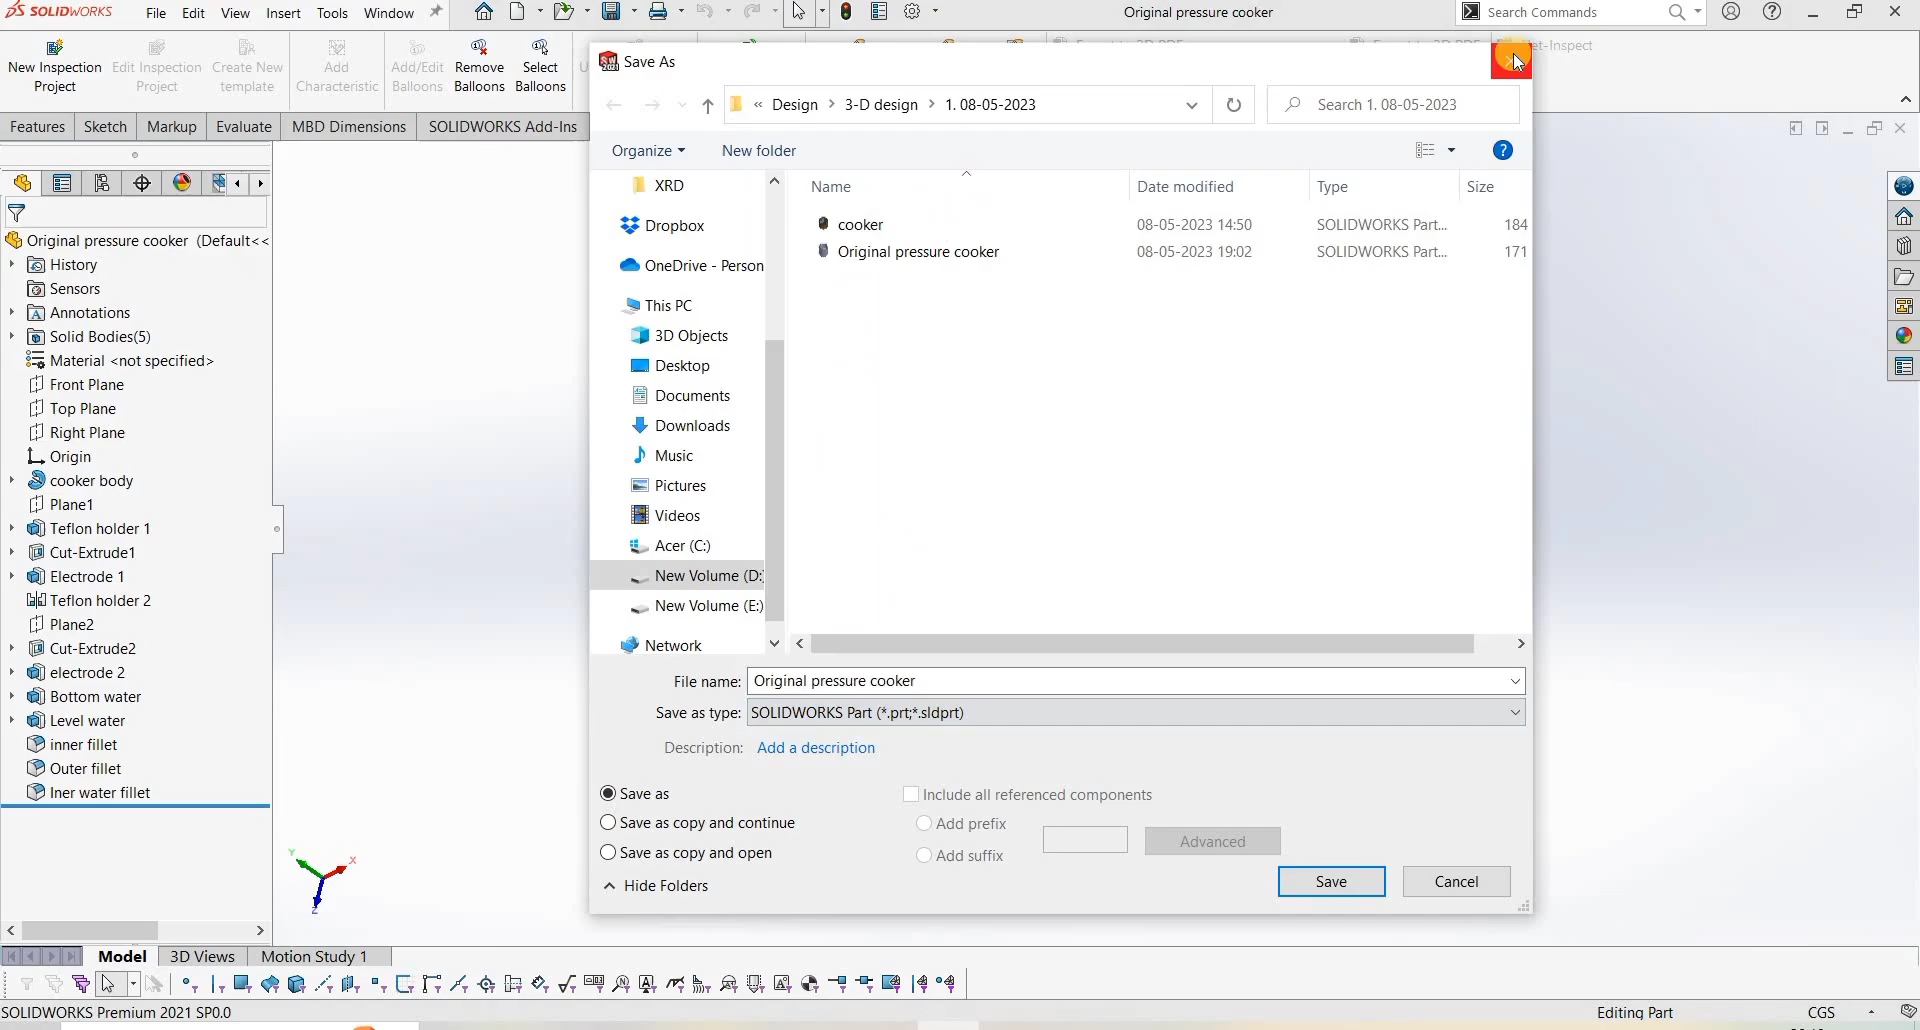 SOLIDWORKS File Edit View Insert Tools Window
Original pressure cooker
Search Commands
New Inspection Project
Edit Inspection Project
Create New template
Add Characteristic
Add/Edit Balloons
Remove Balloons
Select Balloons
Features Sketch Markup Evaluate MBD Dimensions SOLIDWORKS Add-Ins
Original pressure cooker (Default<<
History
Sensors
Annotations
Solid Bodies(5)
Material <not specified>
Front Plane
Top Plane
Right Plane
Origin
cooker body
Plane1
Teflon holder 1
Cut-Extrude1
Electrode 1
Teflon holder 2
Plane2
Cut-Extrude2
electrode 2
Bottom water
Level water
inner fillet
Outer fillet
Iner water fillet
Y X
Z
Save As
« Design > 3-D design > 1. 08-05-2023
Search 1. 08-05-2023
Organize New folder
XRD
Dropbox
OneDrive - Person
This PC
3D Objects
Desktop
Documents
Downloads
Music
Pictures
Videos
Acer (C:)
New Volume (D:)
New Volume (E:)
Network
Name Date modified Type Size
cooker 08-05-2023 14:50 SOLIDWORKS Part... 184
Original pressure cooker 08-05-2023 19:02 SOLIDWORKS Part... 171
File name: Original pressure cooker
Save as type: SOLIDWORKS Part (*.prt;*.sldprt)
Description: Add a description
Save as
Save as copy and continue
Save as copy and open
Include all referenced components
Add prefix
Add suffix
Advanced
Hide Folders
Save Cancel
Model 3D Views Motion Study 1
SOLIDWORKS Premium 2021 SP0.0
Editing Part CGS